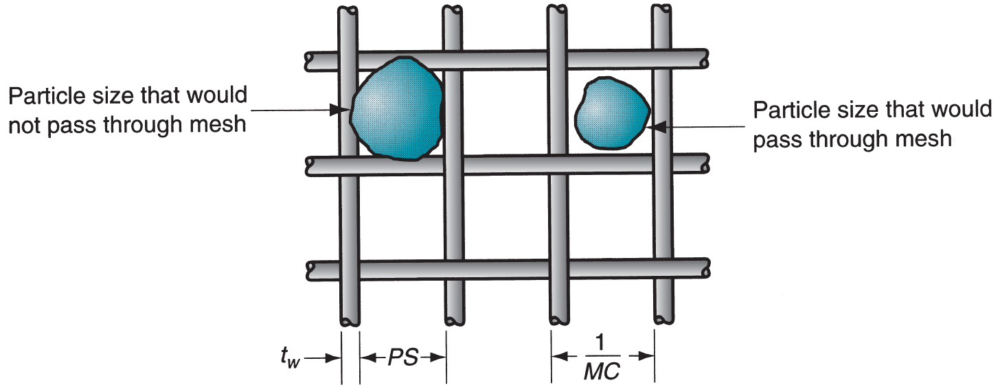 Particle size that would
not pass through mesh
Particle size that would
pass through mesh
t_w
PS
1
MC